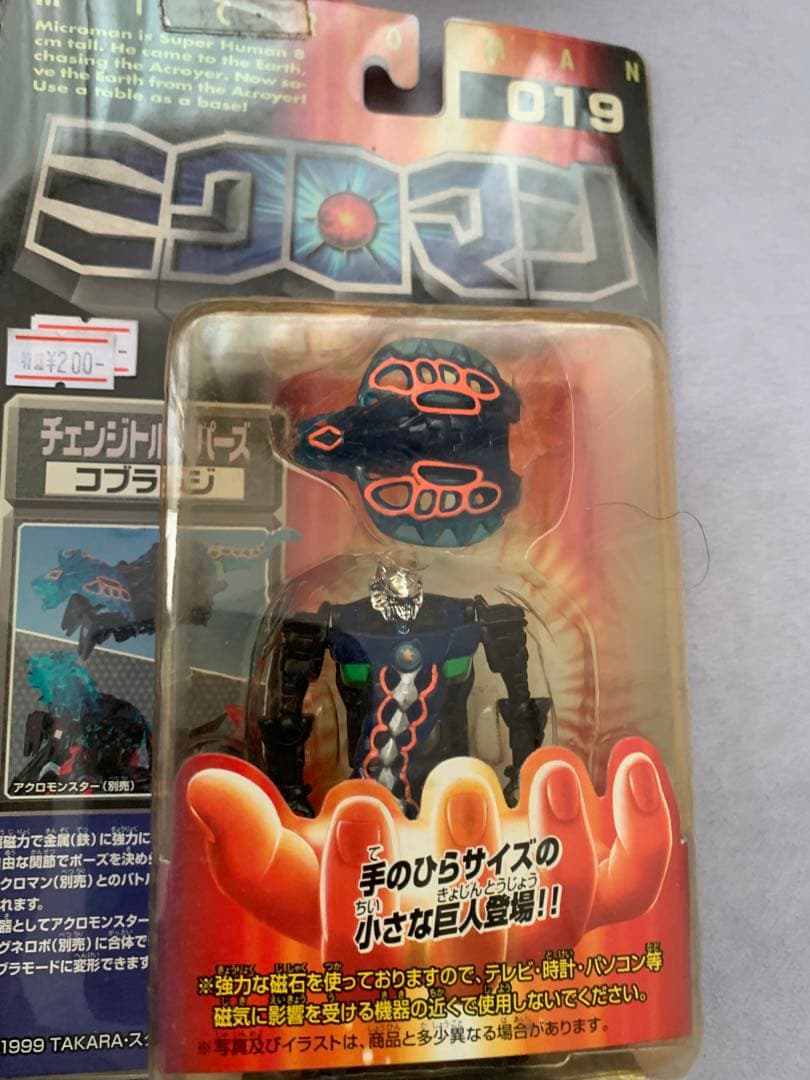 MICROMAN
Microman is Super Human 8
cm tall. He came to the Earth,
chasing the Acroyer. Now sa-
ve the Earth from the Acroyer!
Use a table as a base!
019
ミクロマン
特価¥200-
チェンジトル パーズ
コブラ ジ
アクロモンスター(別売)
磁力で金属(鉄)に強力に
由な関節でポーズを決め
クロマン(別売)とのバトル
れます。
器としてアクロモンスター
グネロボ(別売)に合体で
ブラモードに変形できます
1999 TAKARA・スタ
手のひらサイズの
小さな巨人登場!!
※強力な磁石を使っておりますので、テレビ・時計・パソコン等
磁気に影響を受ける機器の近くで使用しないでください。
※写真及びイラストは、商品と多少異なる場合があります。